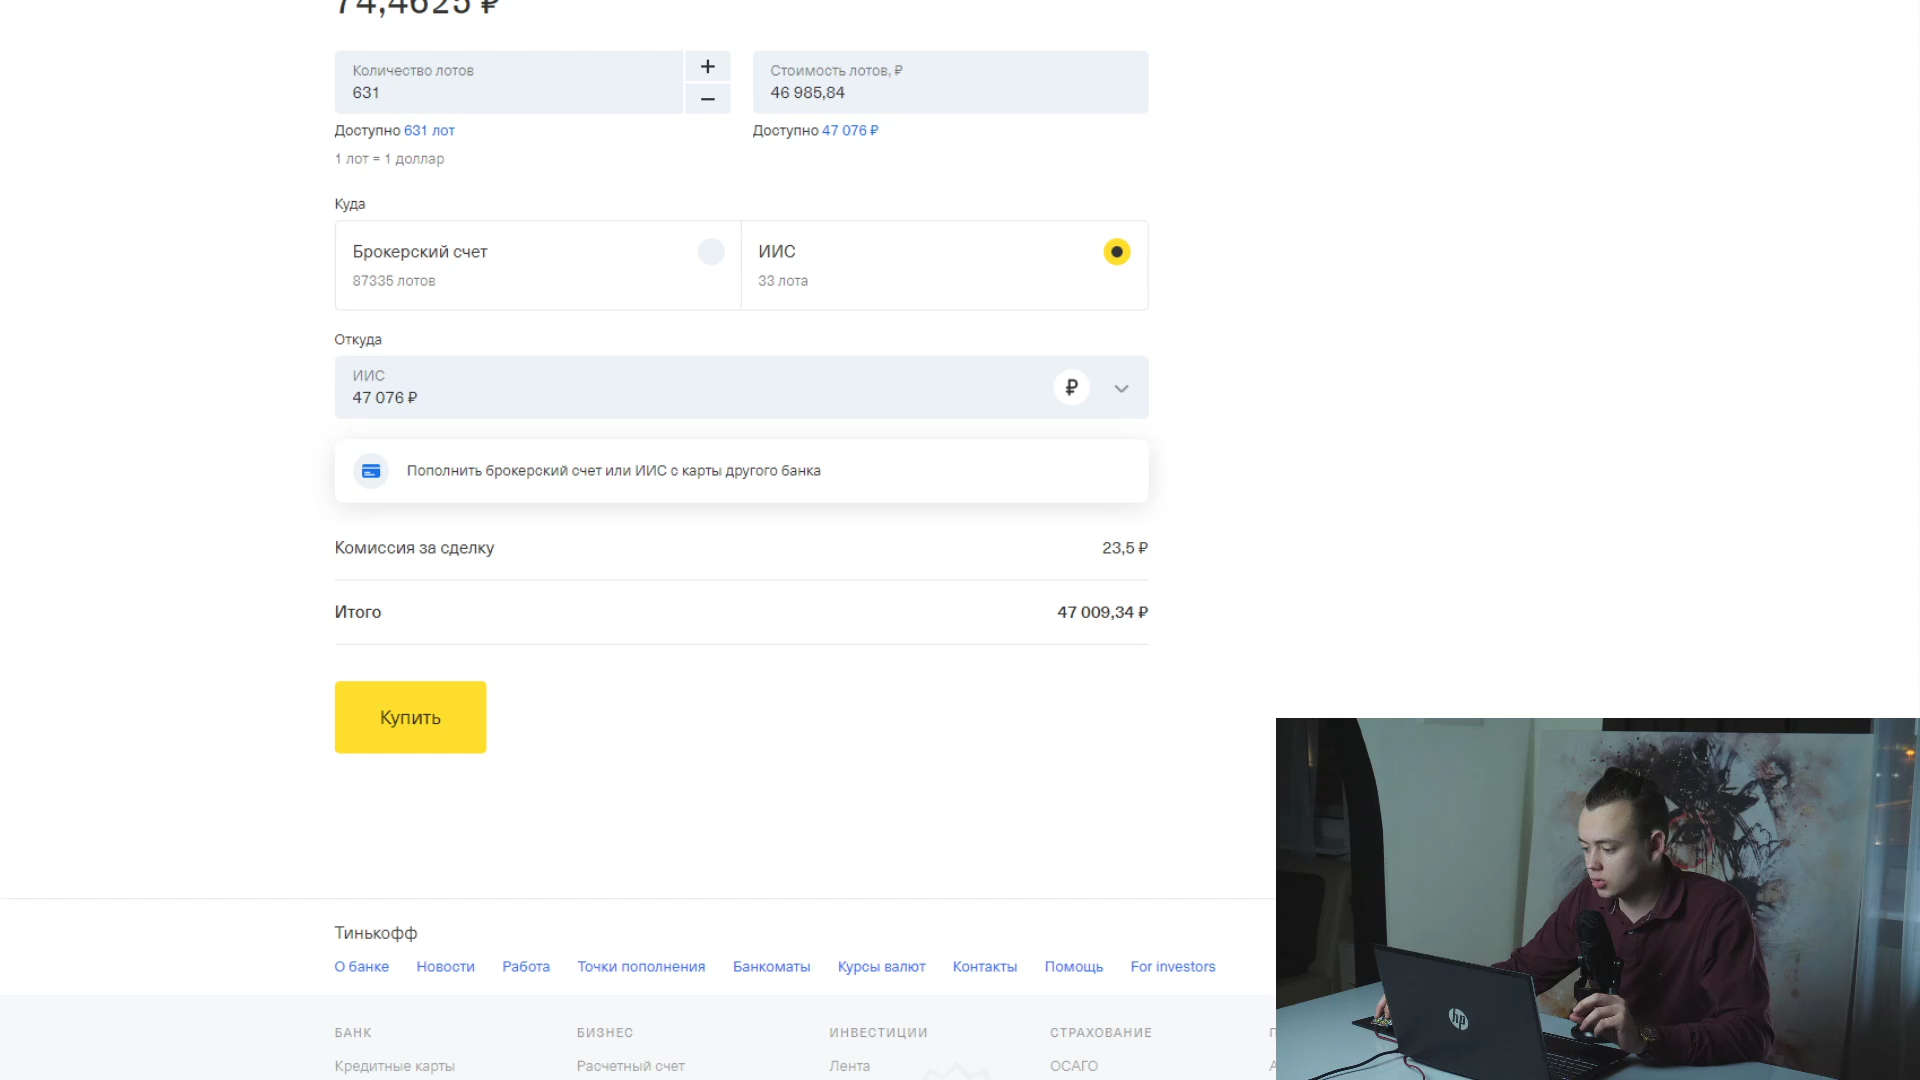 74,4625 ₽
Количество лотов
631
+
−
Стоимость лотов, ₽
46 985,84
Доступно 631 лот
Доступно 47 076 ₽
1 лот = 1 доллар
Куда
Брокерский счет
87335 лотов
ИИС
33 лота
Откуда
ИИС
47 076 ₽
₽
Пополнить брокерский счет или ИИС с карты другого банка
Комиссия за сделку 23,5 ₽
Итого 47 009,34 ₽
Купить
Тинькофф
О банке Новости Работа Точки пополнения Банкоматы Курсы валют Контакты Помощь For investors
БАНК БИЗНЕС ИНВЕСТИЦИИ СТРАХОВАНИЕ
Кредитные карты Расчетный счет Лента ОСАГО
hp